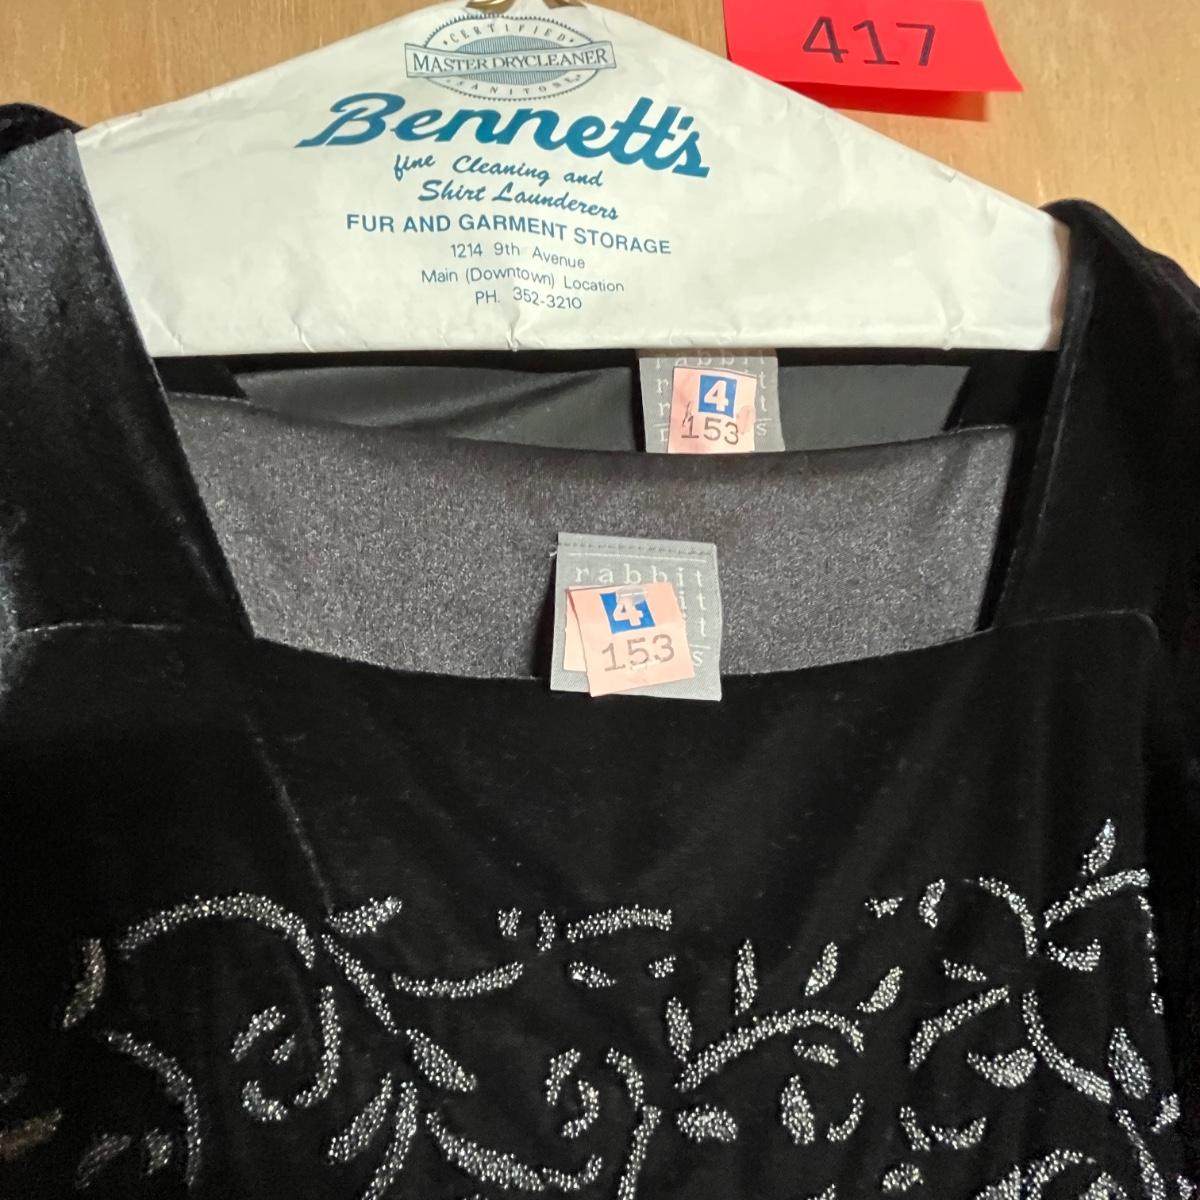 417
CERTIFIED
MASTER DRYCLEANER
SANITONE
Bennett's
fine Cleaning and
Shirt Launderers
FUR AND GARMENT STORAGE
1214 9th Avenue
Main (Downtown) Location
PH. 352-3210
rabbit
4
153
rabbit
4
153